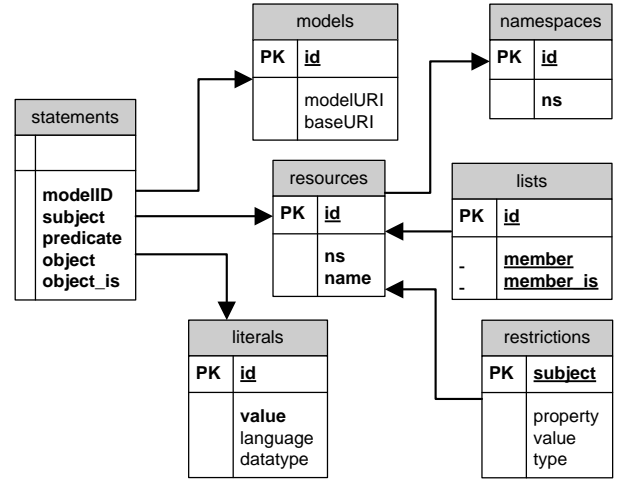 models
PK id
modelURI
baseURI
namespaces
PK id
ns
statements
modelID
subject
predicate
object
object_is
resources
PK id
ns
name
lists
PK id
- member
- member_is
literals
PK id
value
language
datatype
restrictions
PK subject
property
value
type